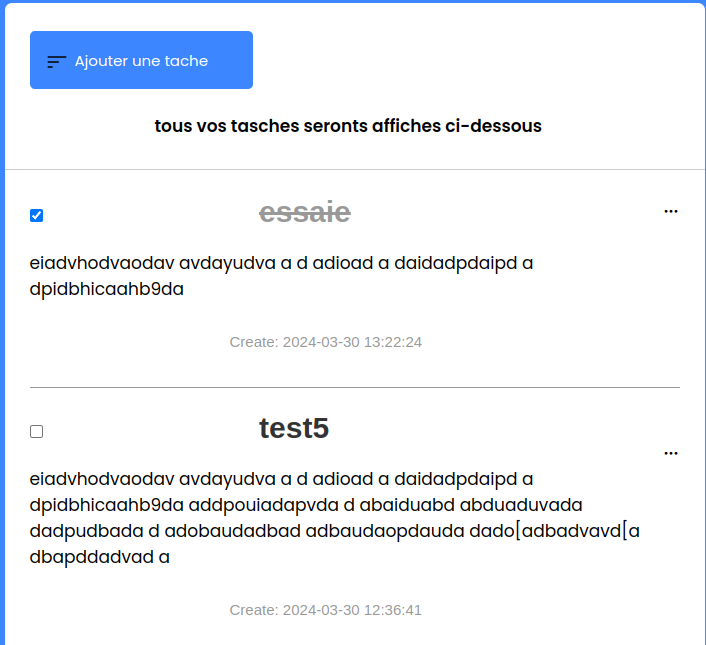 Ajouter une tache
tous vos tasches seronts affiches ci-dessous
essaie
...
eiadvhodvaodav avdayudva a d adioad a daidadpdaipd a
dpidbhicaahb9da
Create: 2024-03-30 13:22:24
test5
...
eiadvhodvaodav avdayudva a d adioad a daidadpdaipd a
dpidbhicaahb9da addpouiadapvda d abaiduabd abduaduvada
dadpudbada d adobaudadbad adbaudaopdauda dado[adbadvavd[a
dbapddadvad a
Create: 2024-03-30 12:36:41